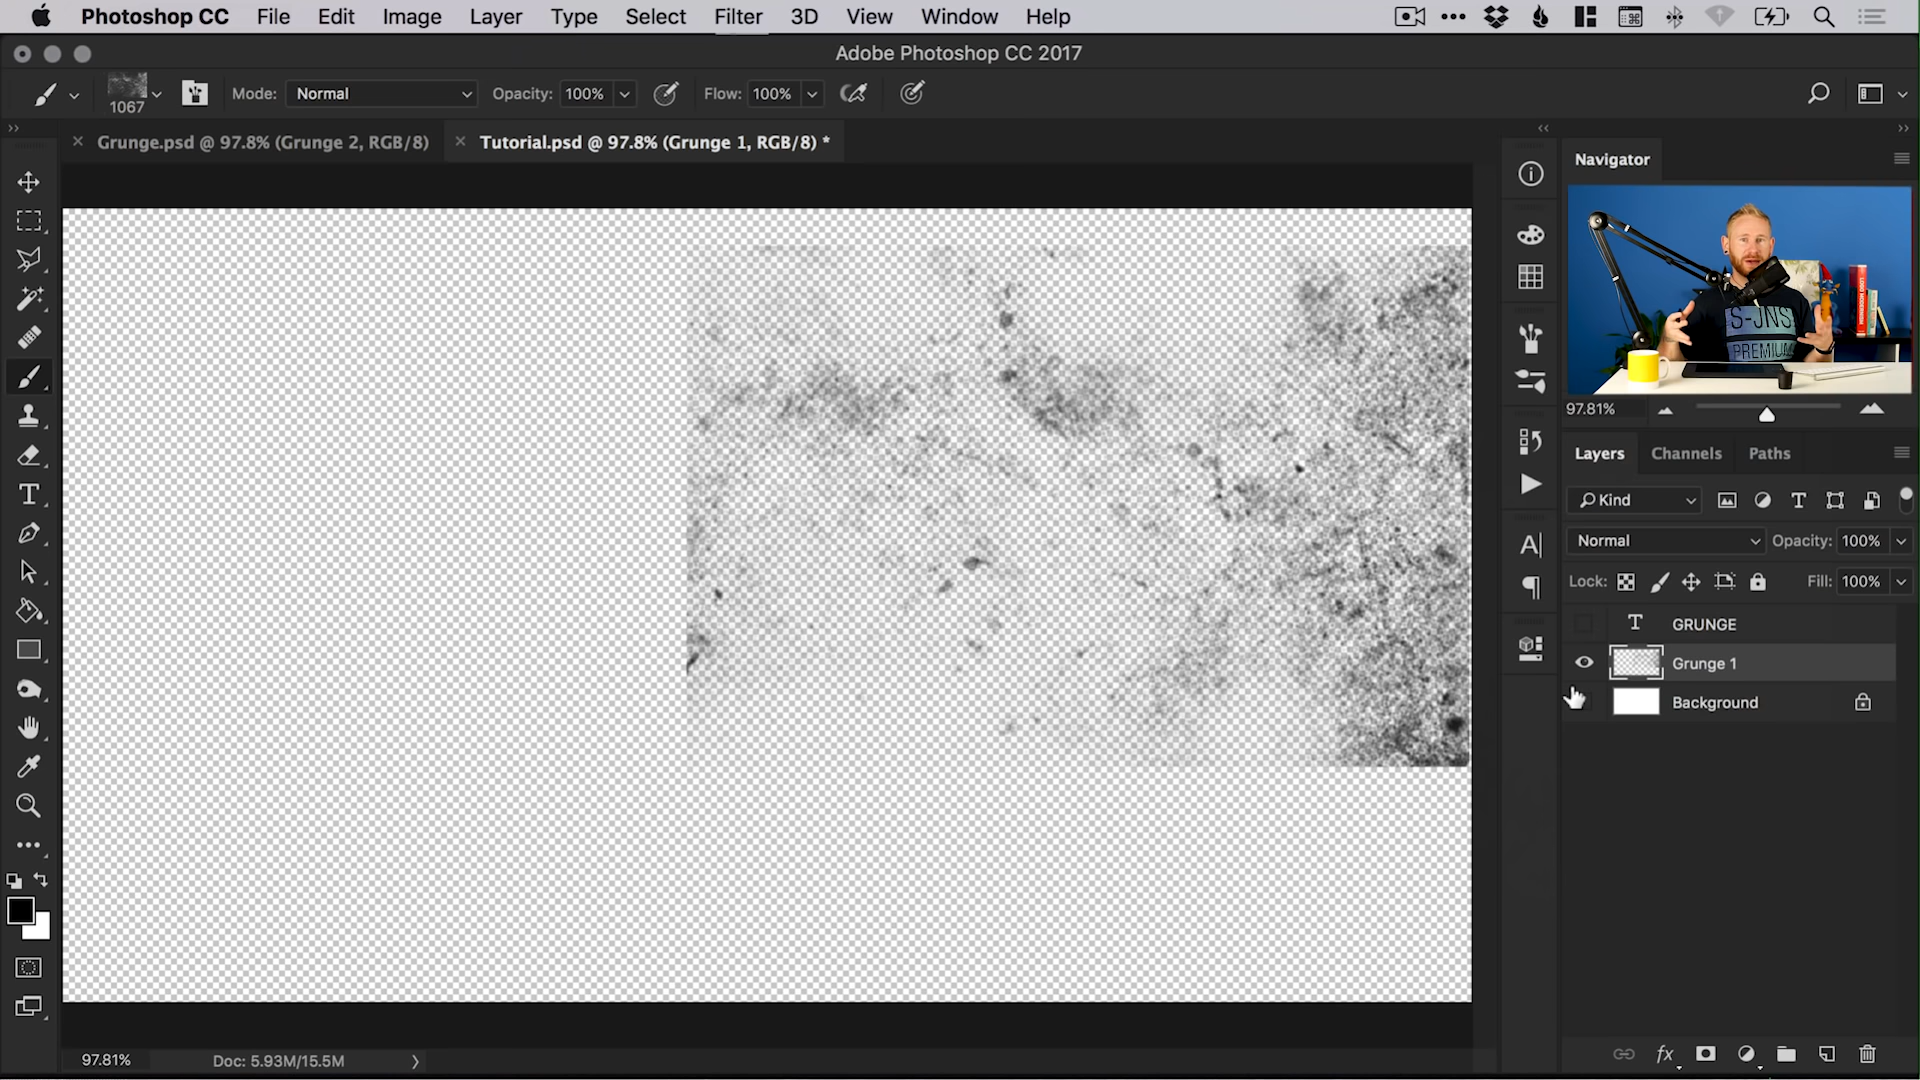 Photoshop CC File Edit Image Layer Type Select Filter 3D View Window Help
Adobe Photoshop CC 2017
1067 Mode: Normal Opacity: 100% Flow: 100%
Grunge.psd @ 97.8% (Grunge 2, RGB/8) Tutorial.psd @ 97.8% (Grunge 1, RGB/8) *
Navigator
S-JNS
PREMIUM
97.81%
Layers Channels Paths
Kind
Normal Opacity: 100%
Lock: Fill: 100%
GRUNGE
Grunge 1
Background
97.81% Doc: 5.93M/15.5M